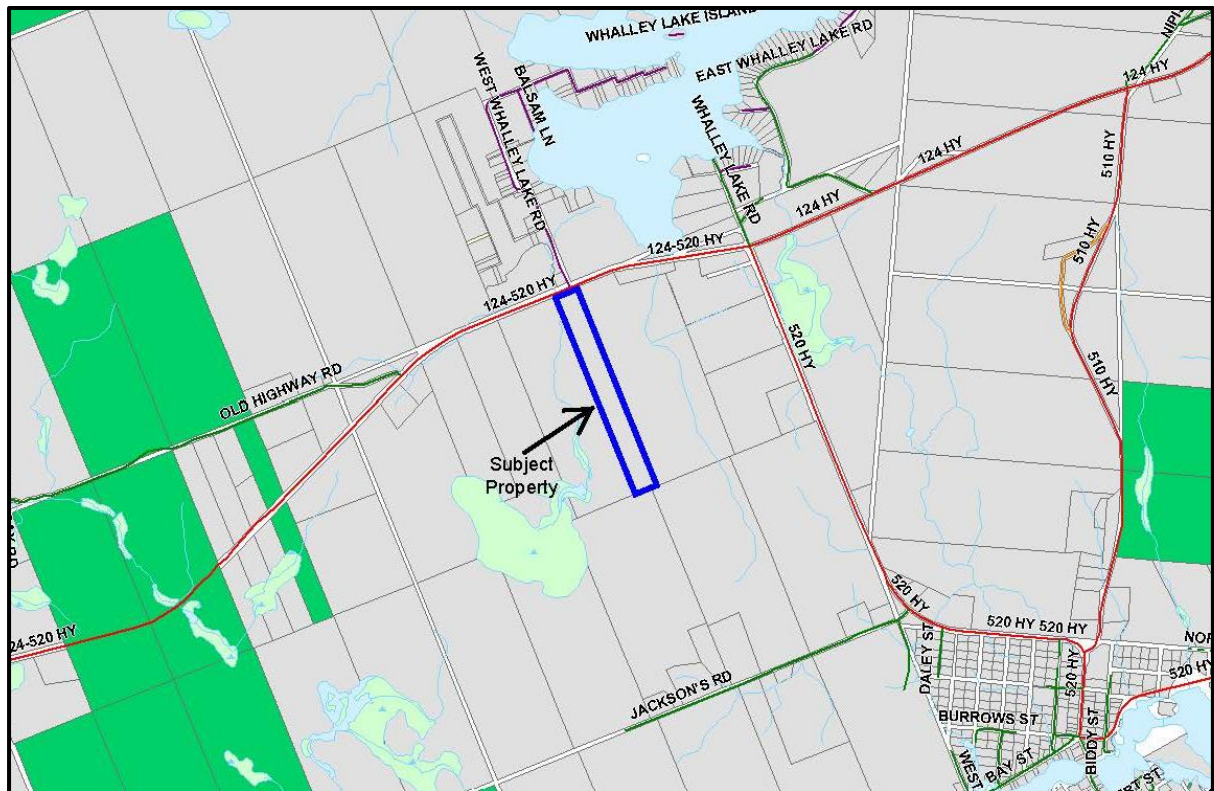 WHALLEY LAKE ISLAND
EAST WHALLEY LAKE RD
BALSAM LN
WEST WHALLEY LAKE RD
WHALLEY LAKE RD
124 HY
124 HY
124 HY
510 HY
510 HY
510 HY
124-520 HY
124-520 HY
520 HY
OLD HIGHWAY RD
Subject
Property
24-520 HY
520 HY
520 HY 520 HY
520 HY
520 HY
DALEY ST
JACKSON'S RD
BURROWS ST
BAY ST
BIDDY ST
WEST